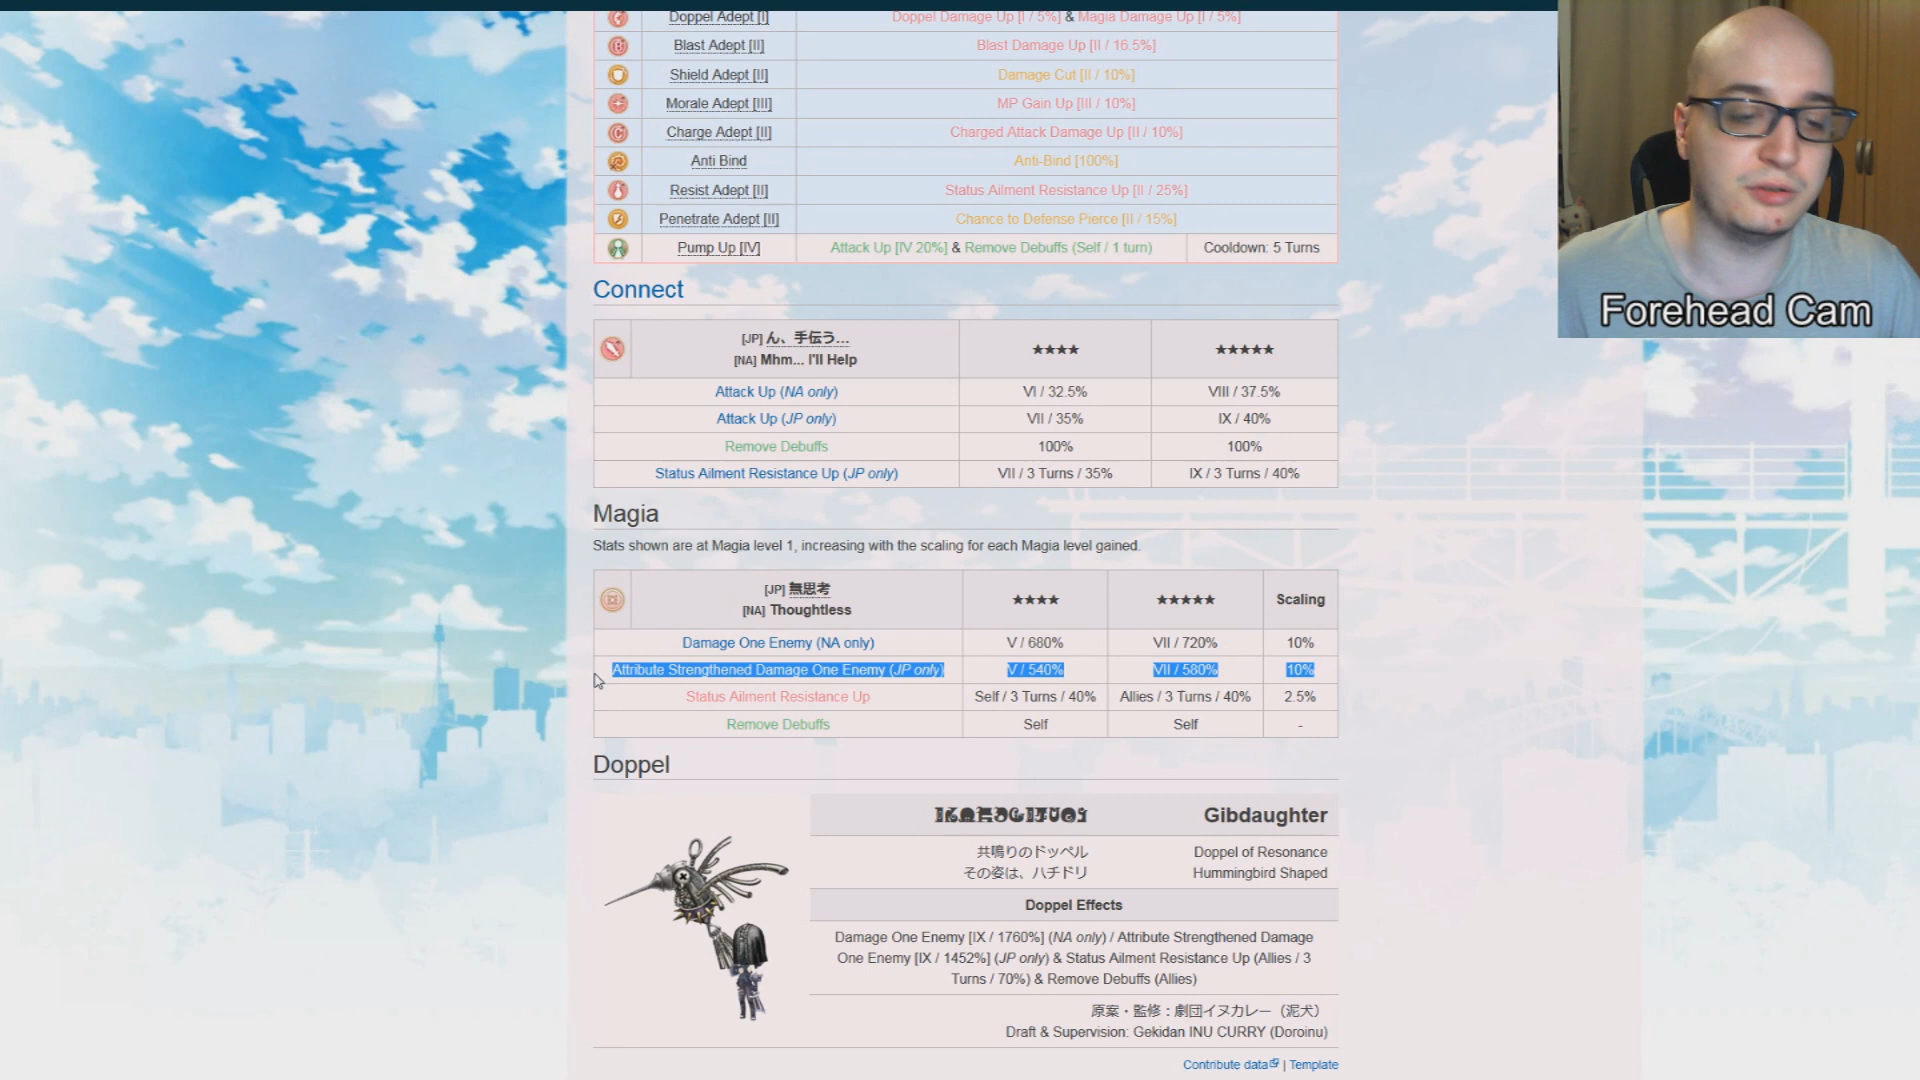 Doppel Adept [I] Doppel Damage Up [I / 5%] & Magia Damage Up [I / 5%]
Blast Adept [II] Blast Damage Up [II / 16.5%]
Shield Adept [II] Damage Cut [II / 10%]
Morale Adept [III] MP Gain Up [III / 10%]
Charge Adept [II] Charged Attack Damage Up [II / 10%]
Anti Bind Anti-Bind [100%]
Resist Adept [II] Status Ailment Resistance Up [II / 25%]
Penetrate Adept [II] Chance to Defense Pierce [II / 15%]
Pump Up [IV] Attack Up [IV 20%] & Remove Debuffs (Self / 1 turn) Cooldown: 5 Turns
Forehead Cam
Connect
[JP] ん、手伝う...
[NA] Mhm... I'll Help
★★★★ ★★★★★
Attack Up (NA only) VI / 32.5% VIII / 37.5%
Attack Up (JP only) VII / 35% IX / 40%
Remove Debuffs 100% 100%
Status Ailment Resistance Up (JP only) VII / 3 Turns / 35% IX / 3 Turns / 40%
Magia
Stats shown are at Magia level 1, increasing with the scaling for each Magia level gained.
[JP] 無思考
[NA] Thoughtless
★★★★ ★★★★★ Scaling
Damage One Enemy (NA only) V / 680% VII / 720% 10%
Attribute Strengthened Damage One Enemy (JP only) V / 540% VII / 580% 10%
Status Ailment Resistance Up Self / 3 Turns / 40% Allies / 3 Turns / 40% 2.5%
Remove Debuffs Self Self -
Doppel
Gibdaughter
共鳴りのドッペル Doppel of Resonance
その姿は、ハチドリ Hummingbird Shaped
Doppel Effects
Damage One Enemy [IX / 1760%] (NA only) / Attribute Strengthened Damage
One Enemy [IX / 1452%] (JP only) & Status Ailment Resistance Up (Allies / 3
Turns / 70%) & Remove Debuffs (Allies)
原案・監修：劇団イヌカレー（泥犬）
Draft & Supervision: Gekidan INU CURRY (Doroinu)
Contribute data | Template